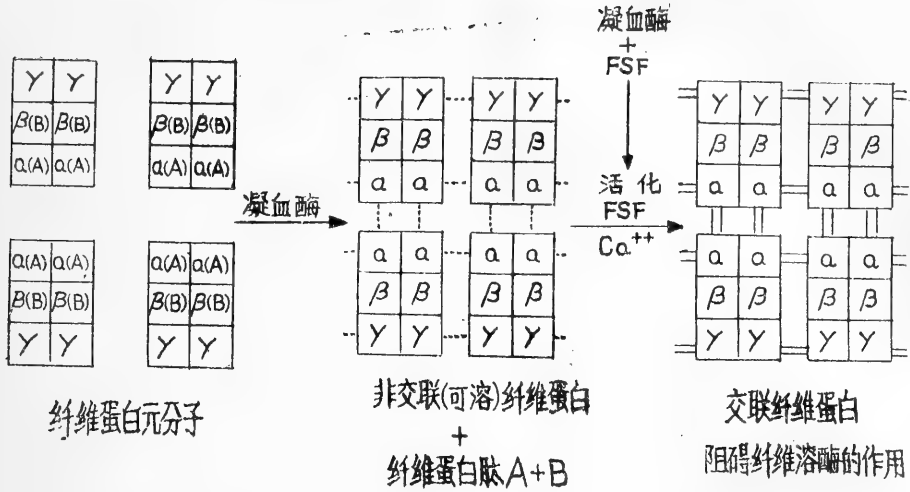 γ γ
β(B) β(B)
α(A) α(A)
γ γ
β(B) β(B)
α(A) α(A)
α(A) α(A)
β(B) β(B)
γ γ
α(A) α(A)
β(B) β(B)
γ γ
纤维蛋白元分子
凝血酶
γ γ
β β
α α
γ γ
β β
α α
α α
β β
γ γ
α α
β β
γ γ
非交联(可溶)纤维蛋白
+
纤维蛋白肽A+B
凝血酶
+
FSF
活化
FSF
Ca⁺⁺
γ γ
β β
α α
γ γ
β β
α α
α α
β β
γ γ
α α
β β
γ γ
交联纤维蛋白
阻碍纤维溶酶的作用